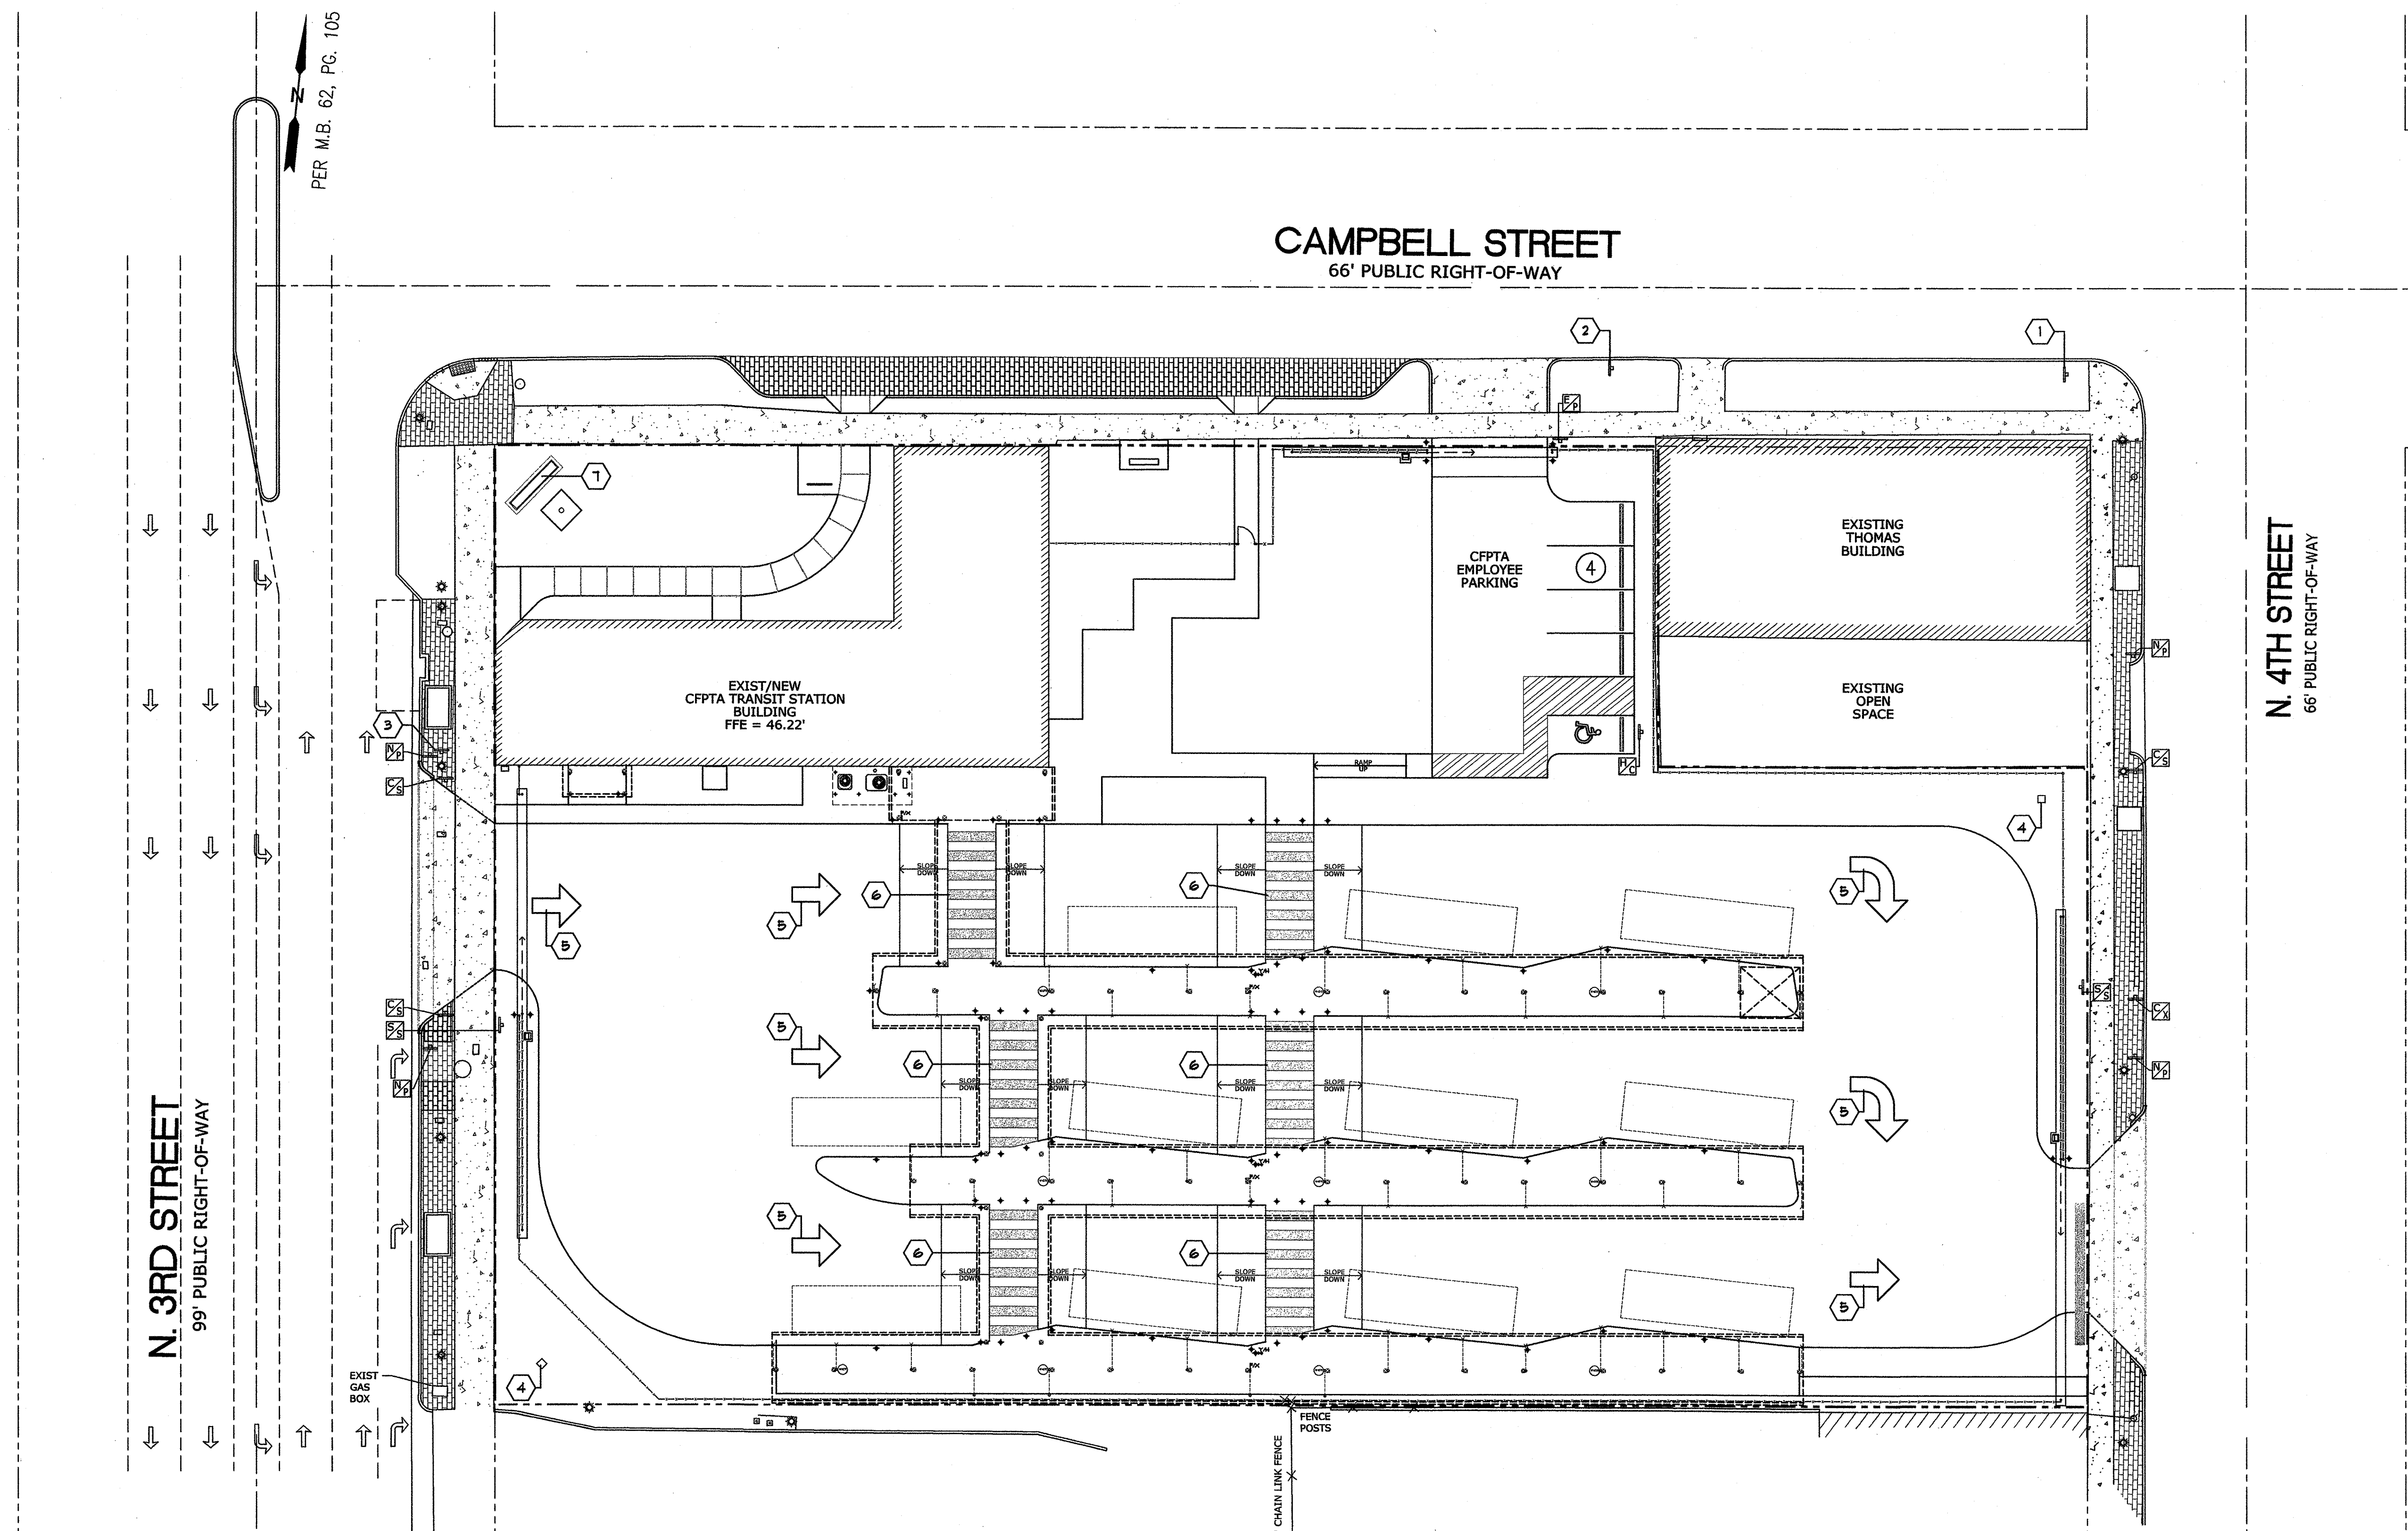 N
PER M.B. 62, PG. 105
CAMPBELL STREET
66' PUBLIC RIGHT-OF-WAY
2
1
E/P
7
CFPTA
EMPLOYEE
PARKING
4
EXISTING
THOMAS
BUILDING
EXISTING
OPEN
SPACE
N. 4TH STREET
66' PUBLIC RIGHT-OF-WAY
N/P
C/S
EXIST/NEW
CFPTA TRANSIT STATION
BUILDING
FFE = 46.22'
3
N/P
C/S
RAMP
UP
H/C
4
SLOPE
DOWN
SLOPE
DOWN
SLOPE
DOWN
SLOPE
DOWN
5
5
6
6
5
C/S
S/S
N/P
S/S
C/X
N/P
5
6
6
5
SLOPE
DOWN
SLOPE
DOWN
SLOPE
DOWN
SLOPE
DOWN
5
6
6
5
SLOPE
DOWN
SLOPE
DOWN
SLOPE
DOWN
SLOPE
DOWN
N. 3RD STREET
99' PUBLIC RIGHT-OF-WAY
EXIST
GAS
BOX
4
FENCE
POSTS
CHAIN LINK FENCE